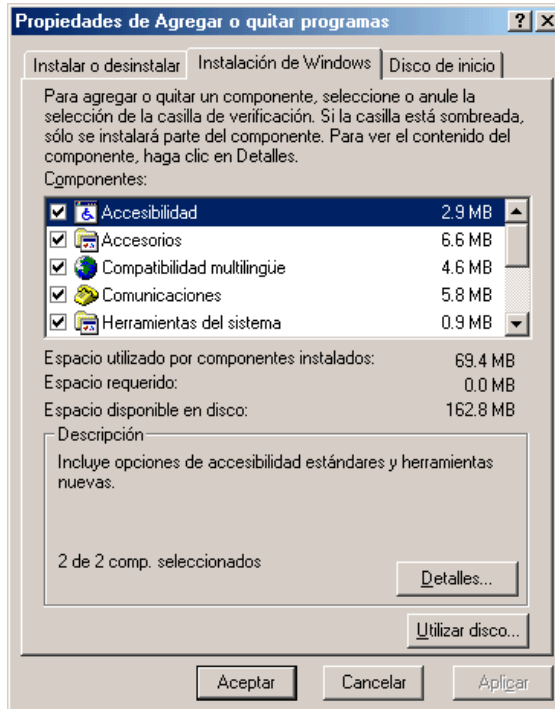 Propiedades de Agregar o quitar programas
Instalar o desinstalar Instalación de Windows Disco de inicio
Para agregar o quitar un componente, seleccione o anule la
selección de la casilla de verificación. Si la casilla está sombreada,
sólo se instalará parte del componente. Para ver el contenido del
componente, haga clic en Detalles.
Componentes:
Accesibilidad 2.9 MB
Accesorios 6.6 MB
Compatibilidad multilingüe 4.6 MB
Comunicaciones 5.8 MB
Herramientas del sistema 0.9 MB
Espacio utilizado por componentes instalados: 69.4 MB
Espacio requerido: 0.0 MB
Espacio disponible en disco: 162.8 MB
Descripción
Incluye opciones de accesibilidad estándares y herramientas
nuevas.
2 de 2 comp. seleccionados
Detalles...
Utilizar disco...
Aceptar Cancelar Aplicar